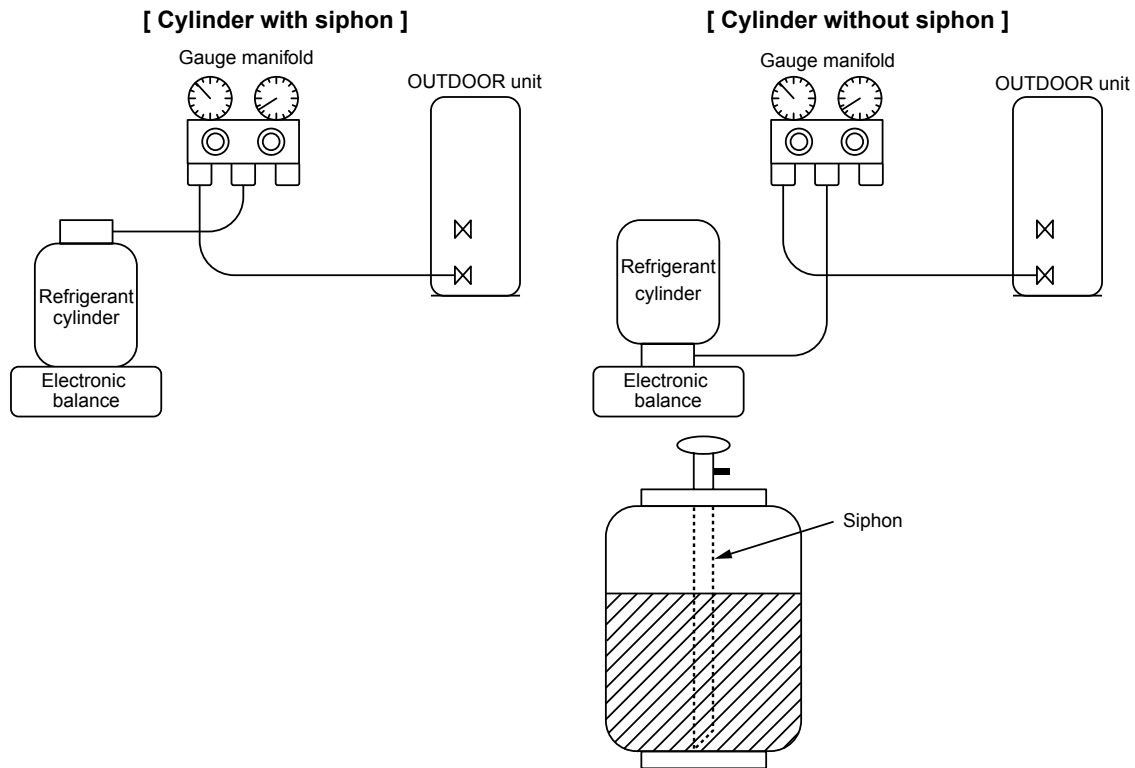 [ Cylinder with siphon ]
Gauge manifold
OUTDOOR unit
Refrigerant
cylinder
Electronic
balance
[ Cylinder without siphon ]
Gauge manifold
OUTDOOR unit
Refrigerant
cylinder
Electronic
balance
Siphon